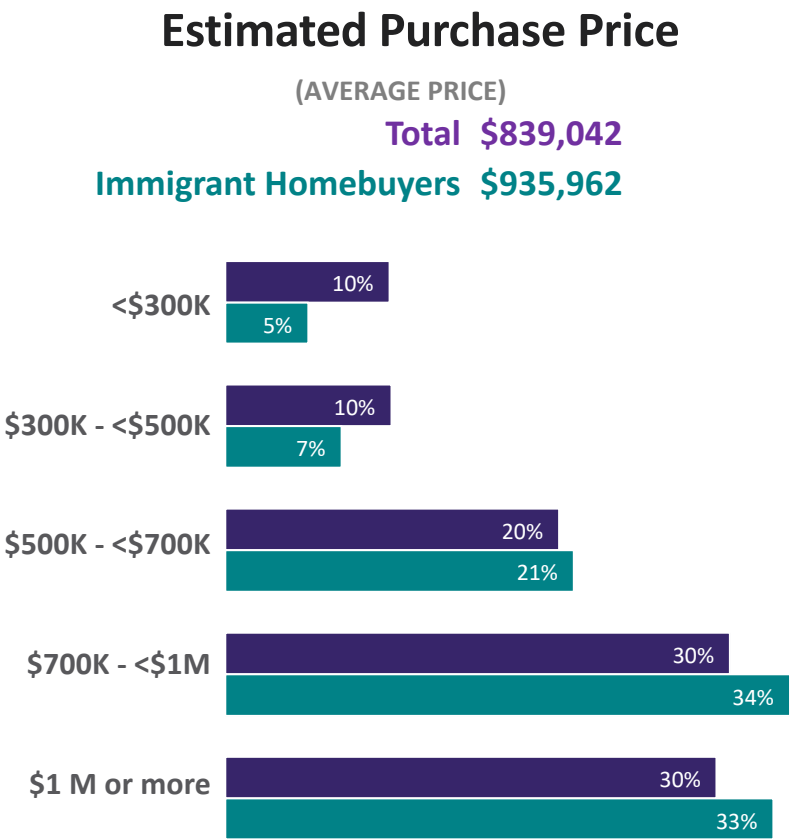 Estimated Purchase Price
(AVERAGE PRICE)
Total $839,042
Immigrant Homebuyers $935,962
<$300K
10%
5%
$300K - <$500K
10%
7%
$500K - <$700K
20%
21%
$700K - <$1M
30%
34%
$1 M or more
30%
33%